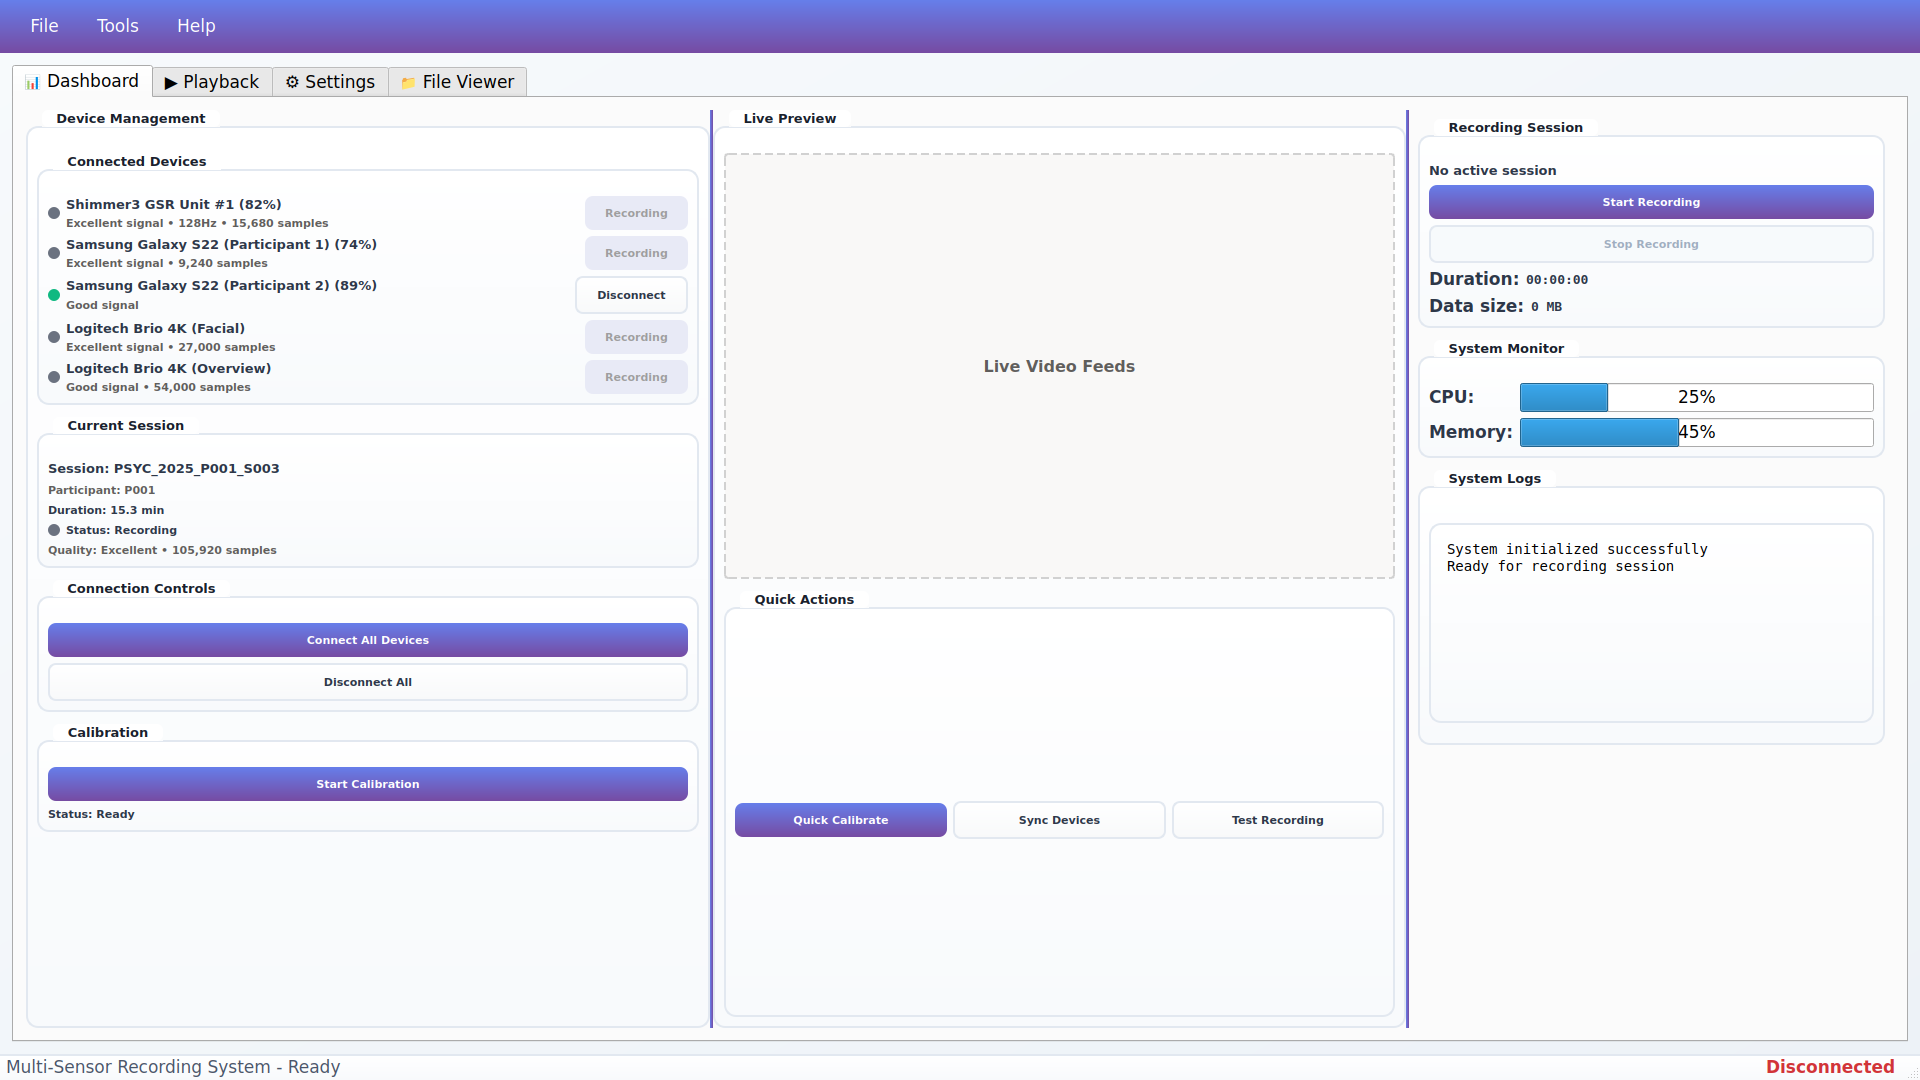 File Tools Help
Dashboard Playback Settings File Viewer
Device Management
Connected Devices
Shimmer3 GSR Unit #1 (82%)
Excellent signal • 128Hz • 15,680 samples
Recording
Samsung Galaxy S22 (Participant 1) (74%)
Excellent signal • 9,240 samples
Recording
Samsung Galaxy S22 (Participant 2) (89%)
Good signal
Disconnect
Logitech Brio 4K (Facial)
Excellent signal • 27,000 samples
Recording
Logitech Brio 4K (Overview)
Good signal • 54,000 samples
Recording
Current Session
Session: PSYC_2025_P001_S003
Participant: P001
Duration: 15.3 min
Status: Recording
Quality: Excellent • 105,920 samples
Connection Controls
Connect All Devices
Disconnect All
Calibration
Start Calibration
Status: Ready
Live Preview
Live Video Feeds
Quick Actions
Quick Calibrate
Sync Devices
Test Recording
Recording Session
No active session
Start Recording
Stop Recording
Duration: 00:00:00
Data size: 0 MB
System Monitor
CPU: 25%
Memory: 45%
System Logs
System initialized successfully
Ready for recording session
Multi-Sensor Recording System - Ready
Disconnected